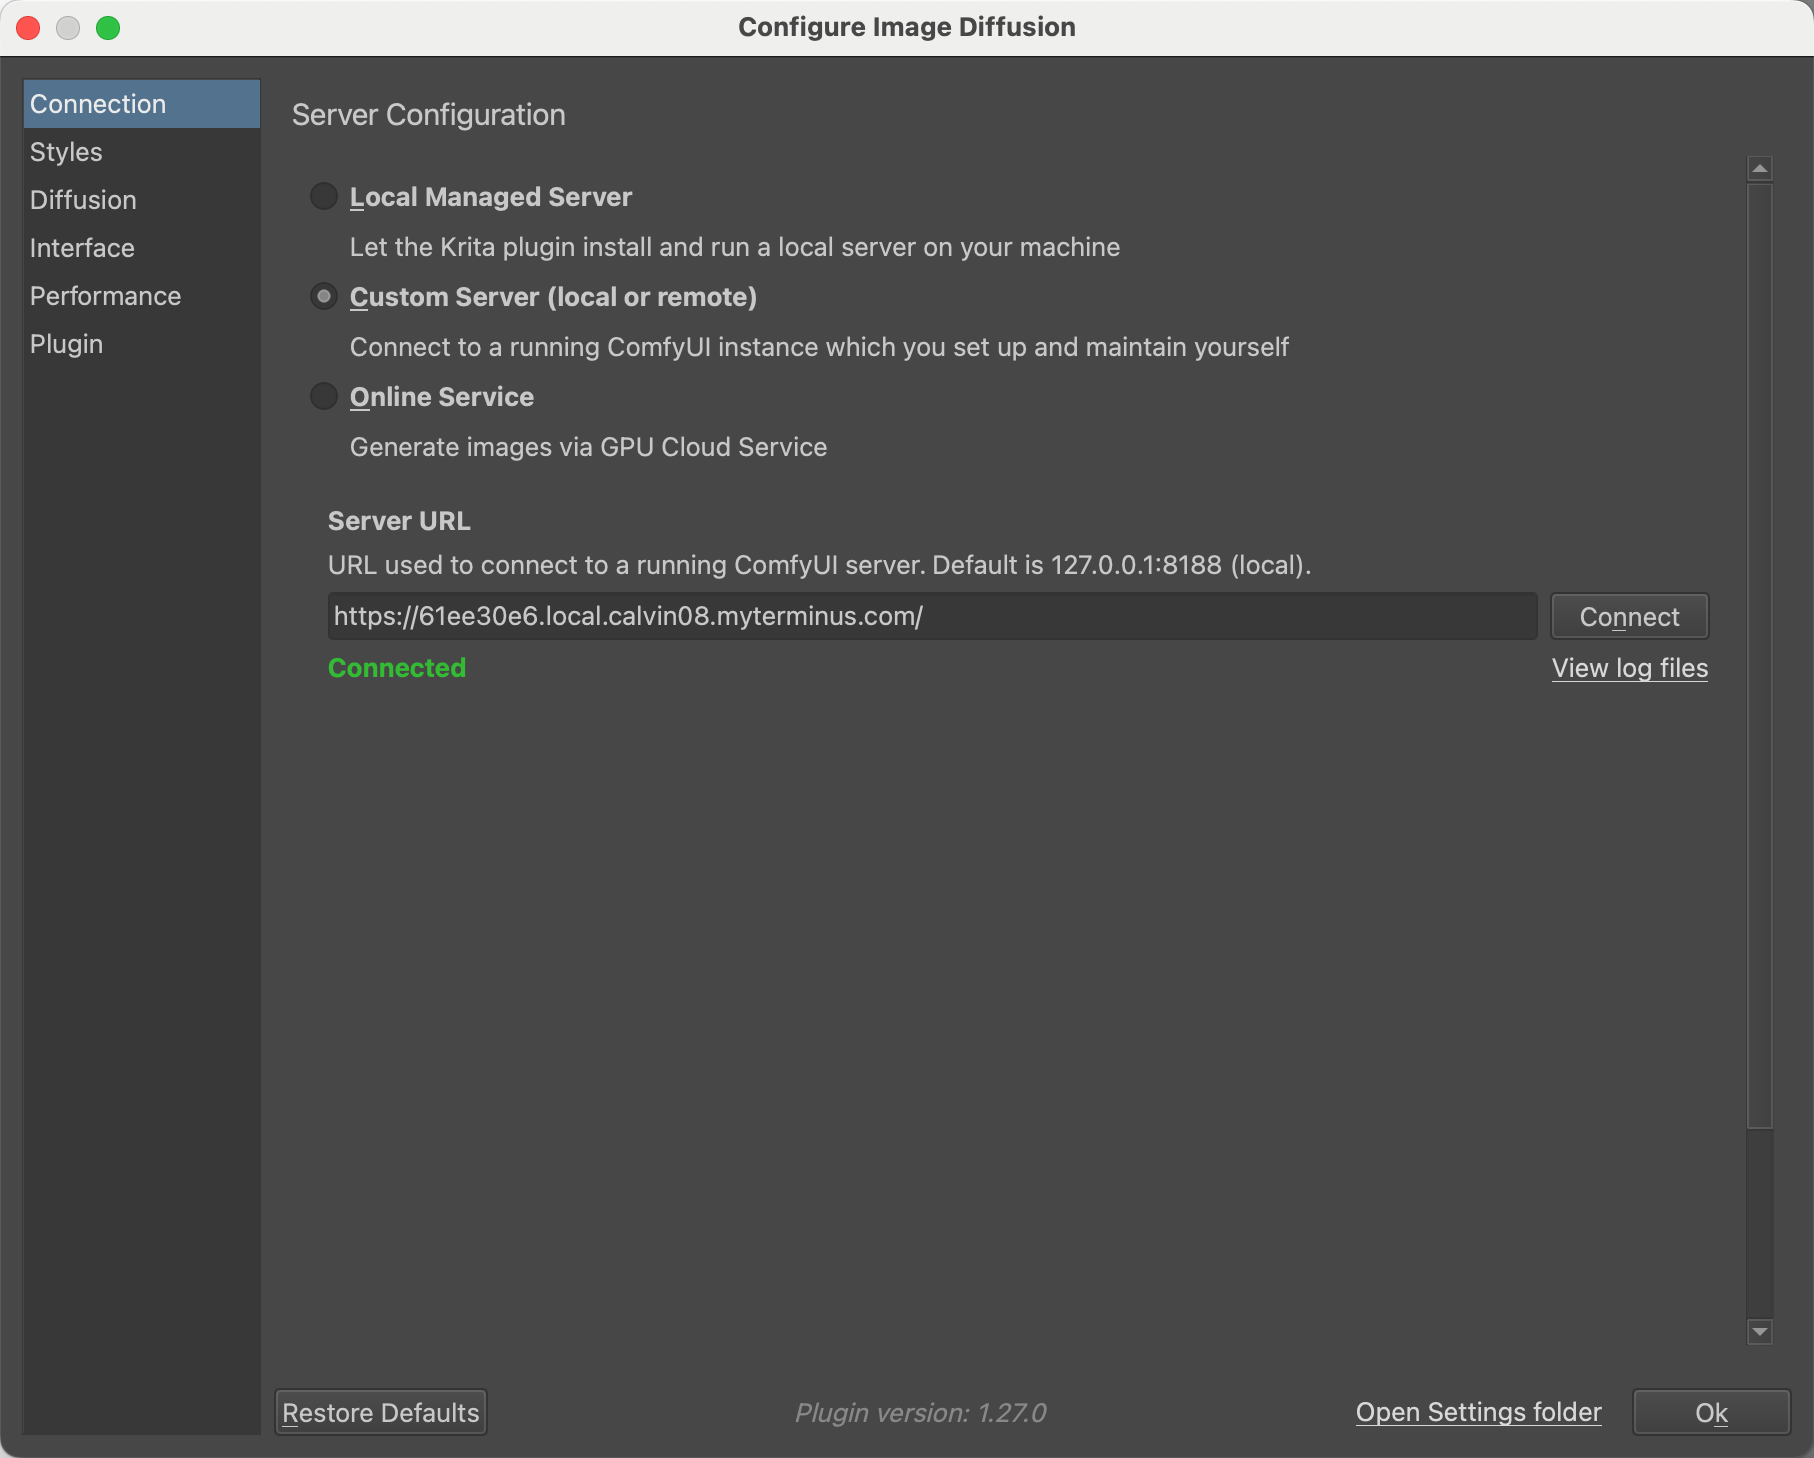 Configure Image Diffusion
Connection
Styles
Diffusion
Interface
Performance
Plugin
Server Configuration
Local Managed Server
Let the Krita plugin install and run a local server on your machine
Custom Server (local or remote)
Connect to a running ComfyUI instance which you set up and maintain yourself
Online Service
Generate images via GPU Cloud Service
Server URL
URL used to connect to a running ComfyUI server. Default is 127.0.0.1:8188 (local).
https://61ee30e6.local.calvin08.myterminus.com/
Connect
Connected
View log files
Restore Defaults
Plugin version: 1.27.0
Open Settings folder
Ok